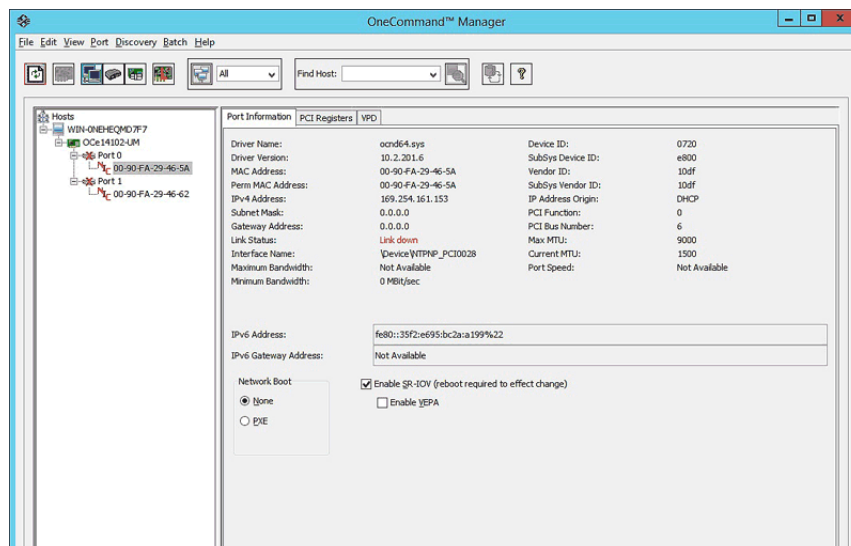 OneCommand™ Manager
File Edit View Port Discovery Batch Help
All
Find Host:
Hosts
WIN-0NEHEQMD7F7
OCe14102-UM
Port 0
NIC 00-90-FA-29-46-5A
Port 1
NIC 00-90-FA-29-46-62
Port Information PCI Registers VPD
Driver Name: ocnd64.sys Device ID: 0720
Driver Version: 10.2.201.6 SubSys Device ID: e800
MAC Address: 00-90-FA-29-46-5A Vendor ID: 10df
Perm MAC Address: 00-90-FA-29-46-5A SubSys Vendor ID: 10df
IPv4 Address: 169.254.161.153 IP Address Origin: DHCP
Subnet Mask: 0.0.0.0 PCI Function: 0
Gateway Address: 0.0.0.0 PCI Bus Number: 6
Link Status: Link down Max MTU: 9000
Interface Name: \Device\NTPNP_PCI0028 Current MTU: 1500
Maximum Bandwidth: Not Available Port Speed: Not Available
Minimum Bandwidth: 0 MBit/sec
IPv6 Address: fe80::35f2:e695:bc2a:a199%22
IPv6 Gateway Address: Not Available
Network Boot
None
PXE
Enable SR-IOV (reboot required to effect change)
Enable VEPA